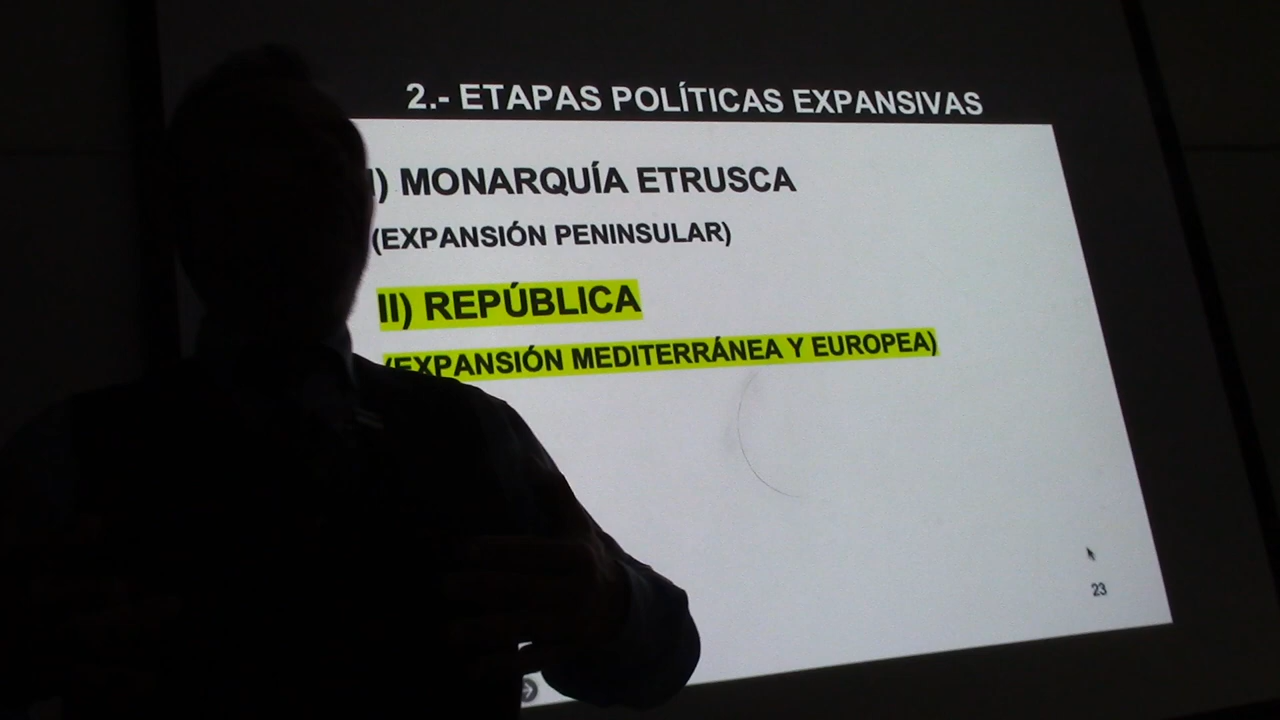 2.- ETAPAS POLÍTICAS EXPANSIVAS
I) MONARQUÍA ETRUSCA
(EXPANSIÓN PENINSULAR)
II) REPÚBLICA
(EXPANSIÓN MEDITERRÁNEA Y EUROPEA)
23